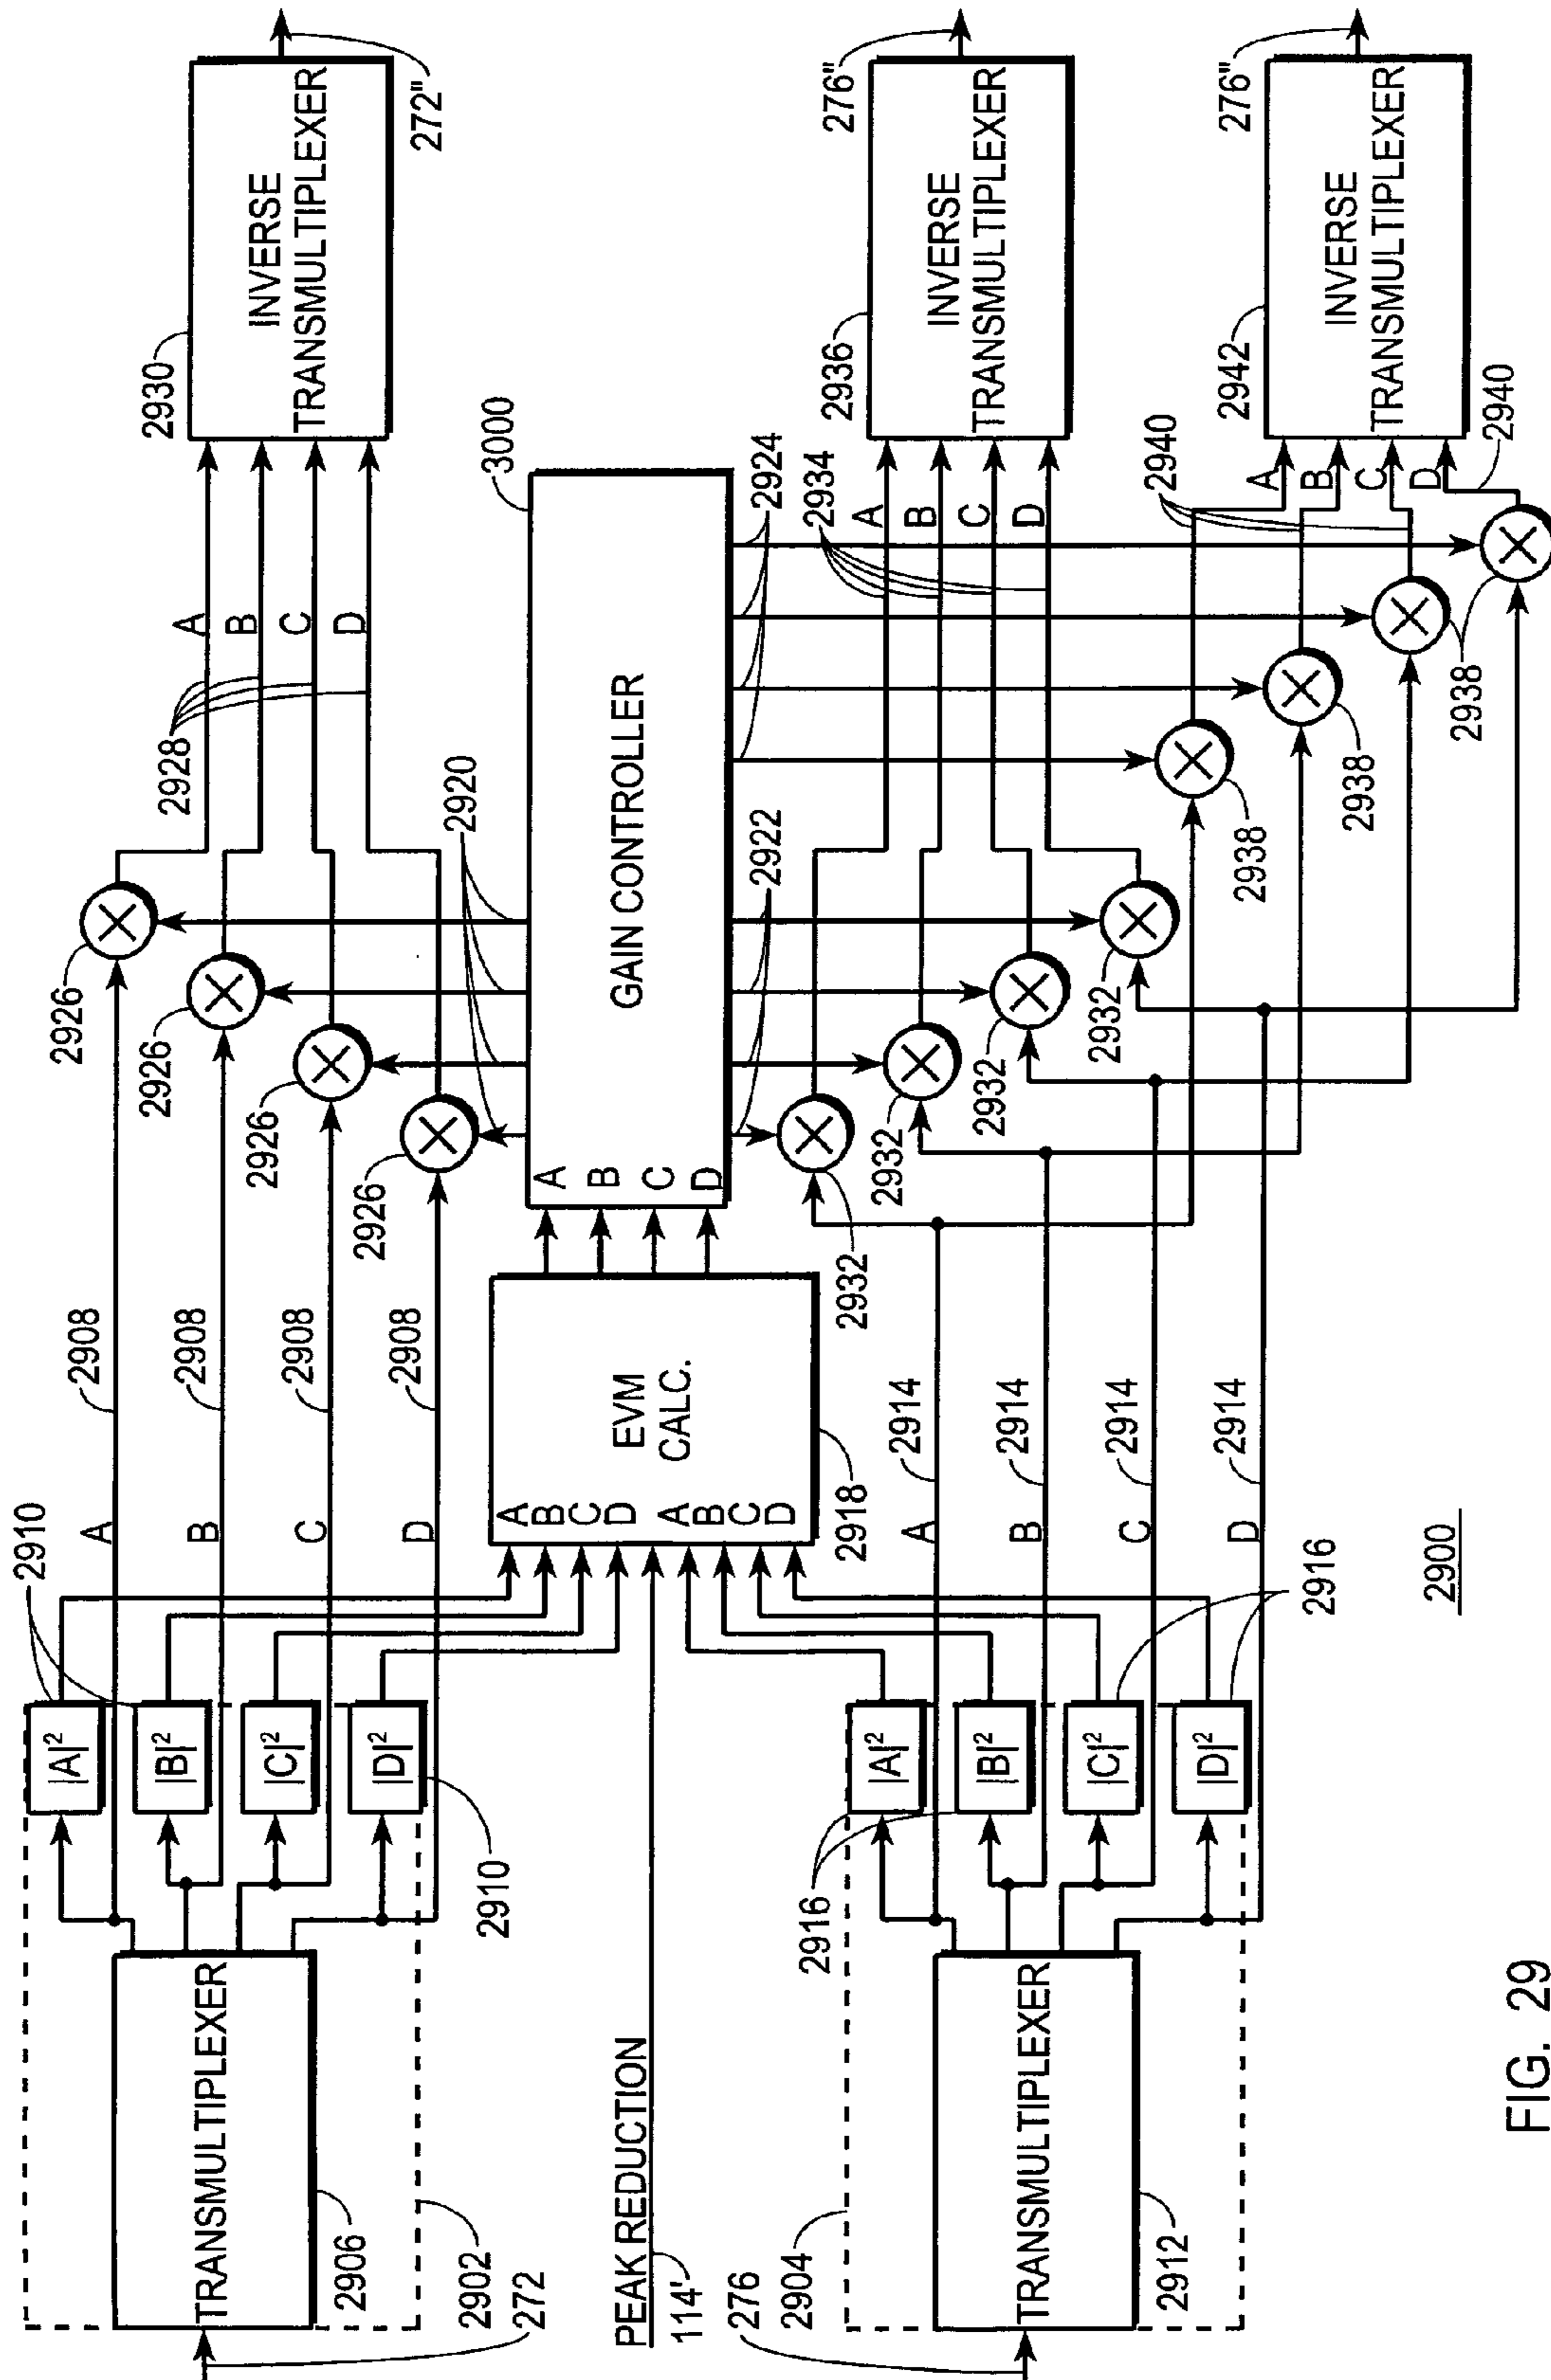 272
2902
2906
TRANSMULTIPLEXER
|A|²
|B|²
|C|²
|D|²
2910
2910
A
B
C
D
2908
2908
2908
2908
2926
2926
2926
2926
2920
2928
A
B
C
D
2930
INVERSE
TRANSMULTIPLEXER
272"
PEAK REDUCTION
114'
A
B
C
D
A
B
C
D
EVM
CALC.
2918
A
B
C
D
GAIN CONTROLLER
3000
2922
2924
276
2904
2912
TRANSMULTIPLEXER
|A|²
|B|²
|C|²
|D|²
2916
2916
A
B
C
D
2914
2914
2914
2914
2932
2932
2932
2932
2934
A
B
C
D
2936
INVERSE
TRANSMULTIPLEXER
276"
2938
2938
2938
2940
2940
A
B
C
D
2942
INVERSE
TRANSMULTIPLEXER
276"
2900
FIG. 29